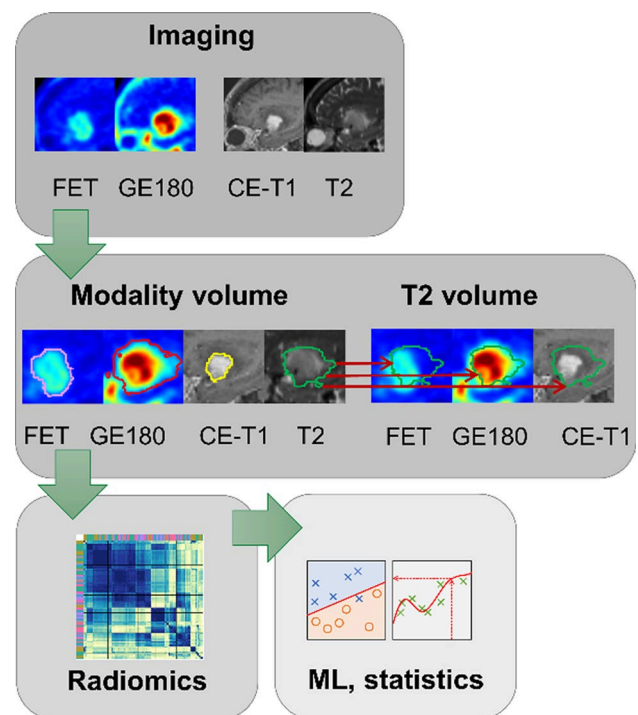 Imaging
FET GE180 CE-T1 T2
Modality volume T2 volume
FET GE180 CE-T1 T2 FET GE180 CE-T1
Radiomics
ML, statistics